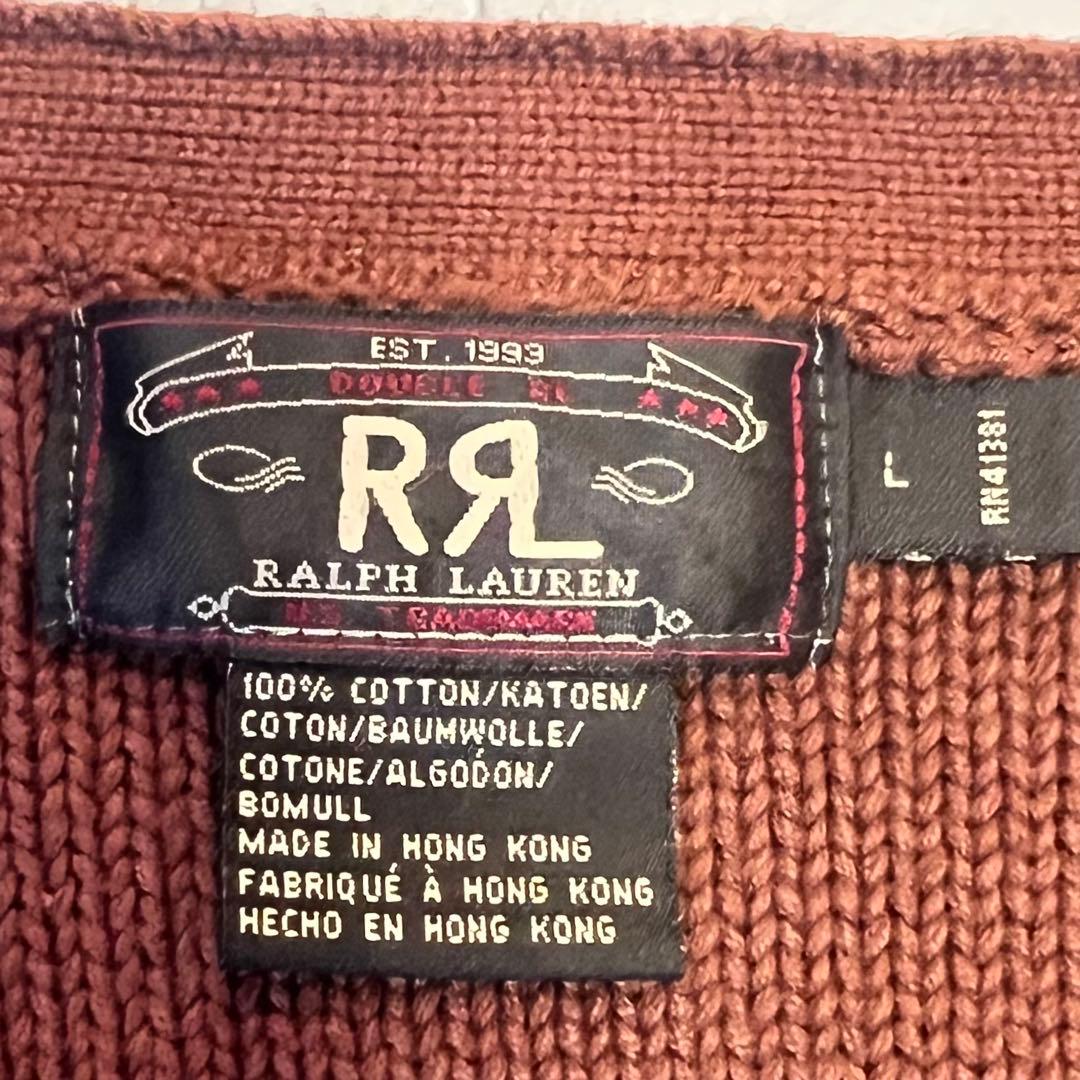 EST. 1993
DOUBLE RL
RRL
RALPH LAUREN
L
RN41381
100% COTTON/KATOEN/
COTON/BAUMWOLLE/
COTONE/ALGODÓN/
BOMULL
MADE IN HONG KONG
FABRIQUÉ À HONG KONG
HECHO EN HONG KONG